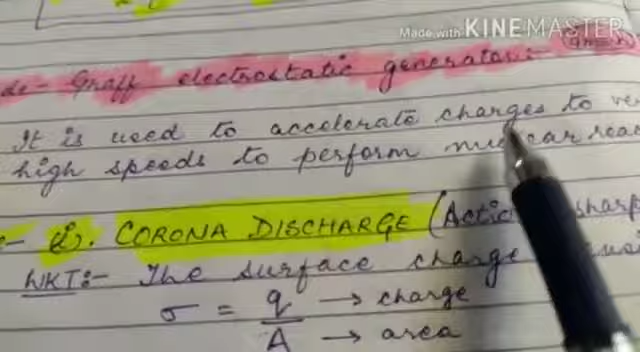 Made with KINEMASTER
de- Graff electrostatic generator:-
It is used to accelerate charges to
high speeds to perform
CORONA DISCHARGE (
WKT:- The surface charge
σ = q → charge
A → area